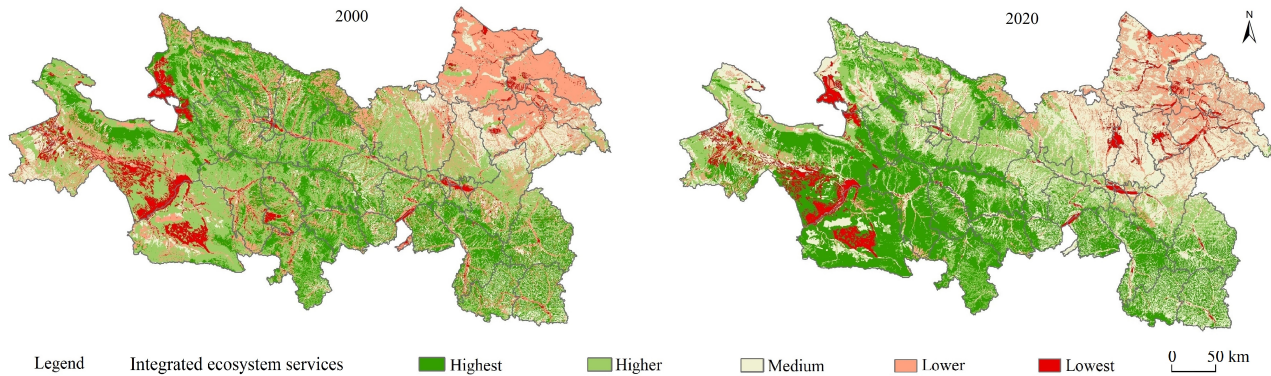 2000
2020
N
Legend Integrated ecosystem services Highest Higher Medium Lower Lowest
0 50 km